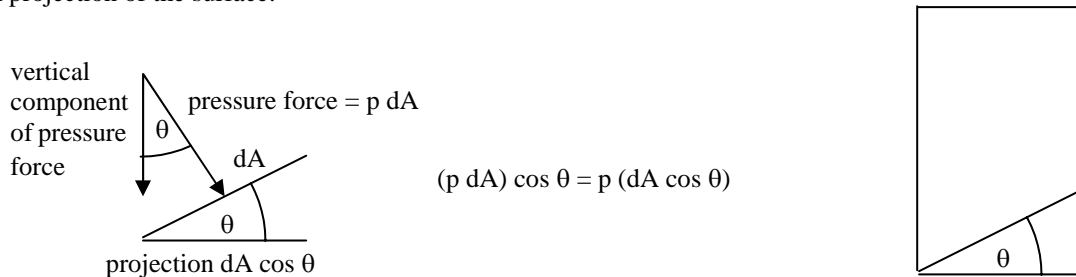 projection of the surface.
vertical
component
of pressure
force
θ
pressure force = p dA
dA
θ
projection dA cos θ
(p dA) cos θ = p (dA cos θ)
θ